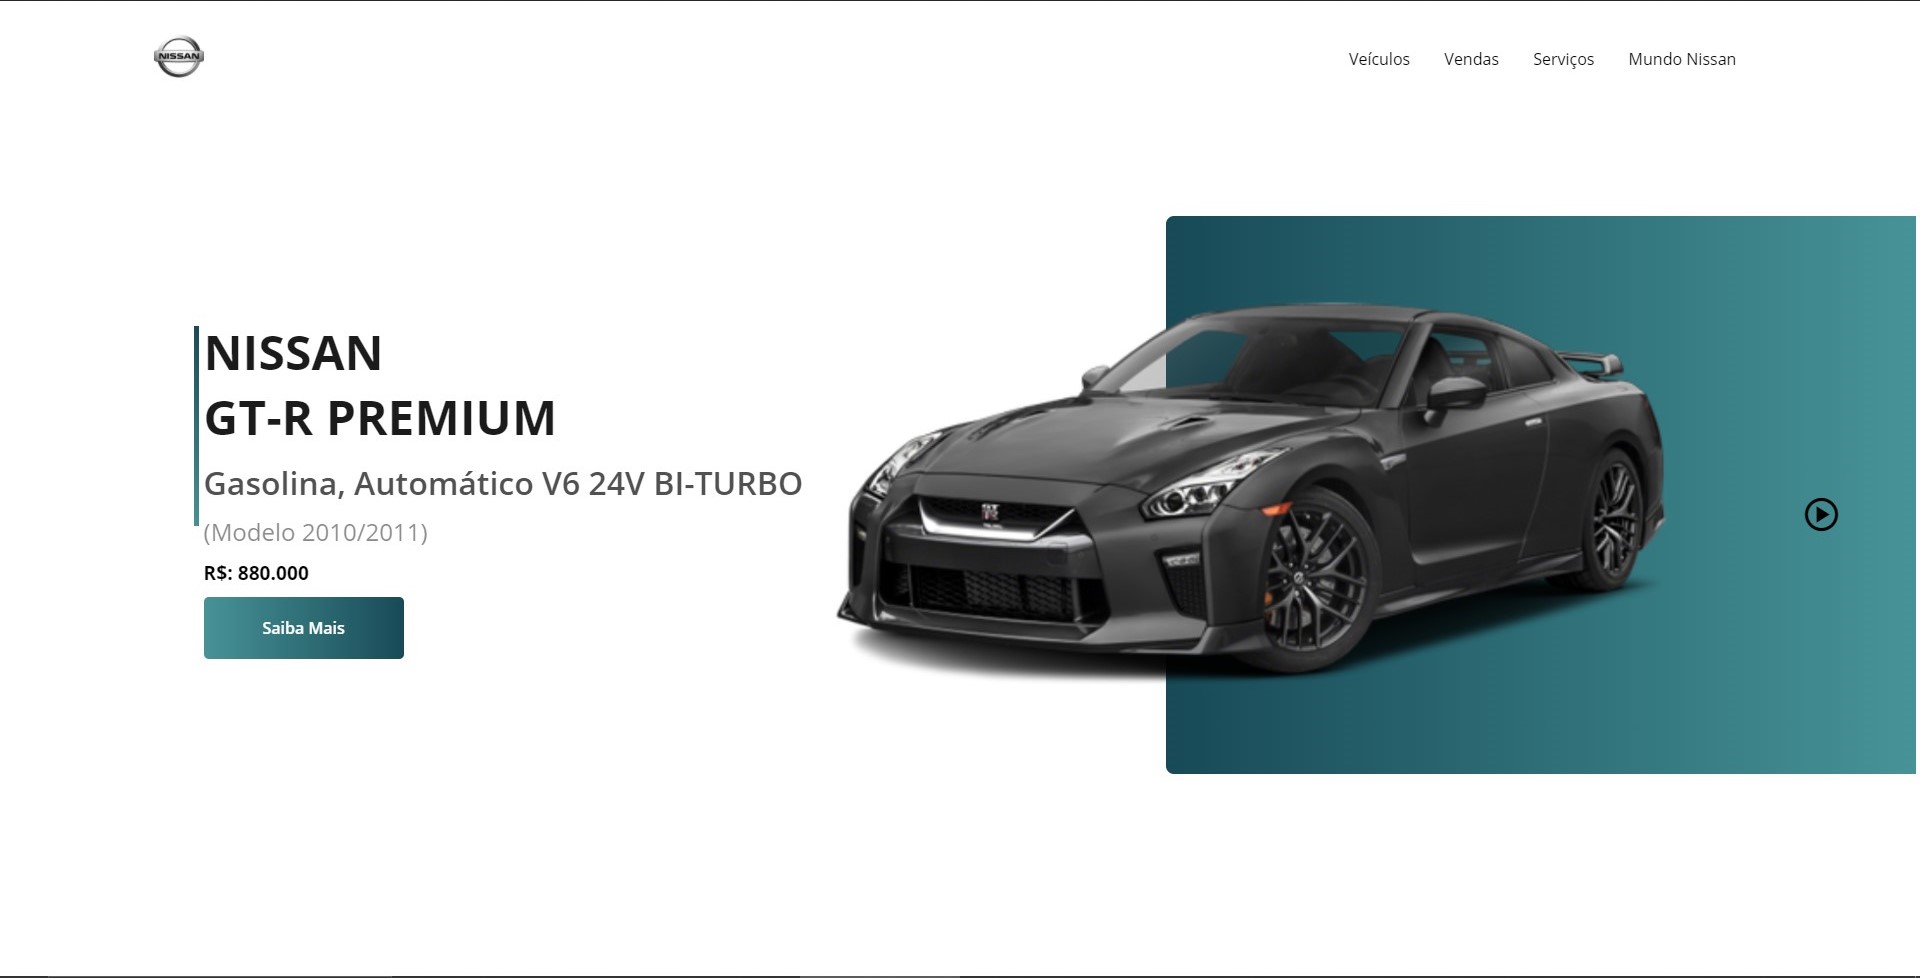 NISSAN
Veículos Vendas Serviços Mundo Nissan
NISSAN
GT-R PREMIUM
Gasolina, Automático V6 24V BI-TURBO
(Modelo 2010/2011)
R$: 880.000
Saiba Mais
GT R